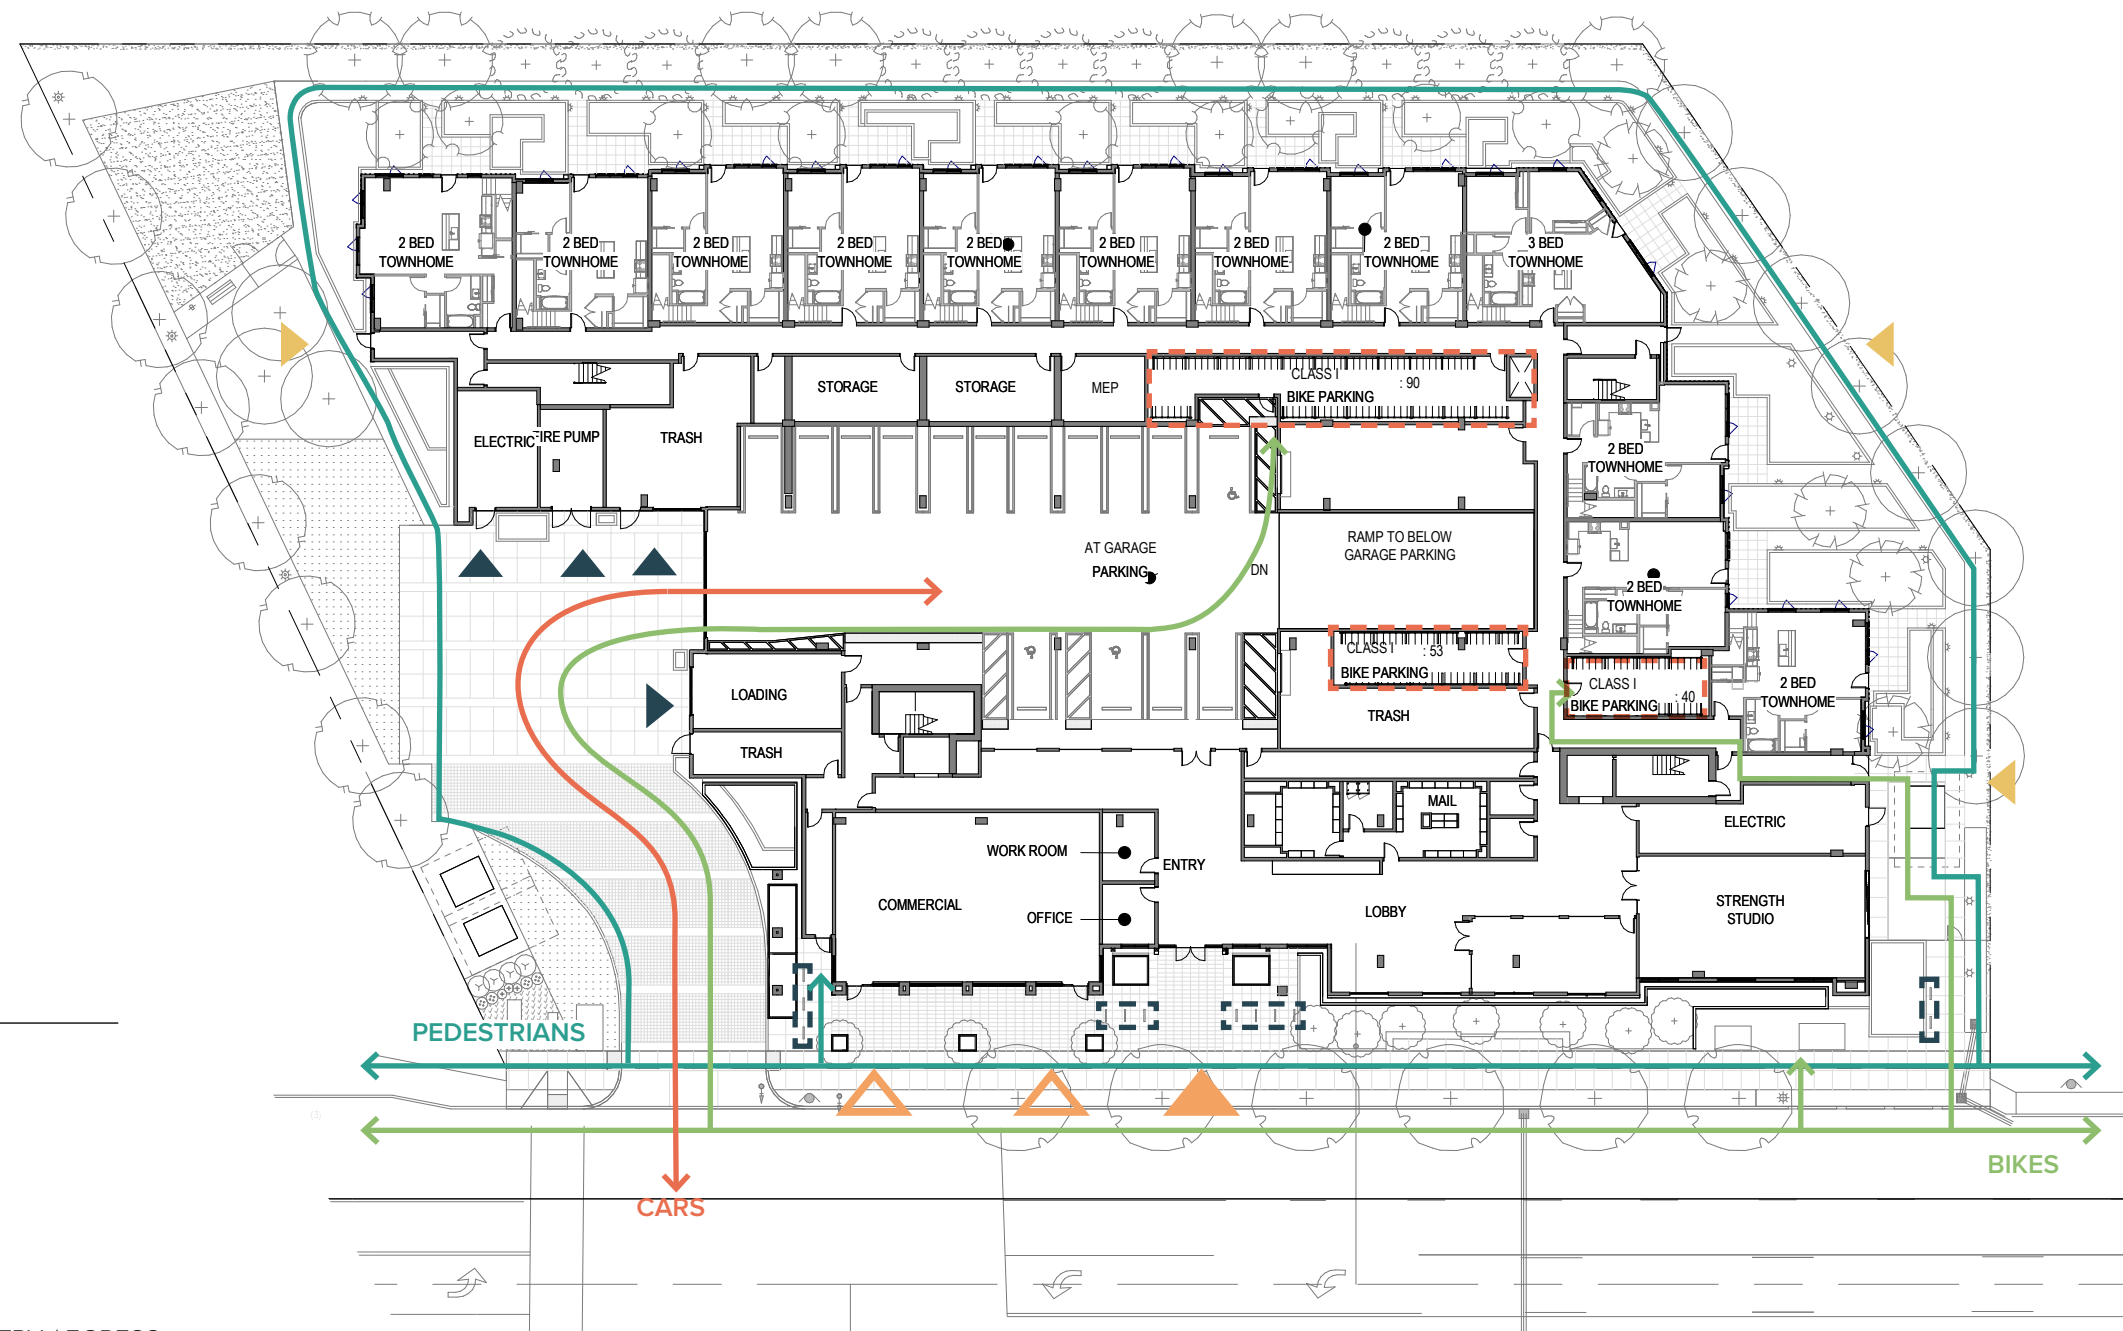 2 BED
TOWNHOME
2 BED
TOWNHOME
2 BED
TOWNHOME
2 BED
TOWNHOME
2 BED
TOWNHOME
2 BED
TOWNHOME
2 BED
TOWNHOME
2 BED
TOWNHOME
3 BED
TOWNHOME
STORAGE
STORAGE
MEP
CLASS I
: 90
BIKE PARKING
ELECTRIC
FIRE PUMP
TRASH
2 BED
TOWNHOME
AT GARAGE
PARKING
DN
RAMP TO BELOW
GARAGE PARKING
2 BED
TOWNHOME
CLASS I
: 53
BIKE PARKING
LOADING
TRASH
TRASH
CLASS I
: 40
BIKE PARKING
2 BED
TOWNHOME
MAIL
ELECTRIC
WORK ROOM
ENTRY
COMMERCIAL
OFFICE
LOBBY
STRENGTH
STUDIO
PEDESTRIANS
(3)
BIKES
CARS